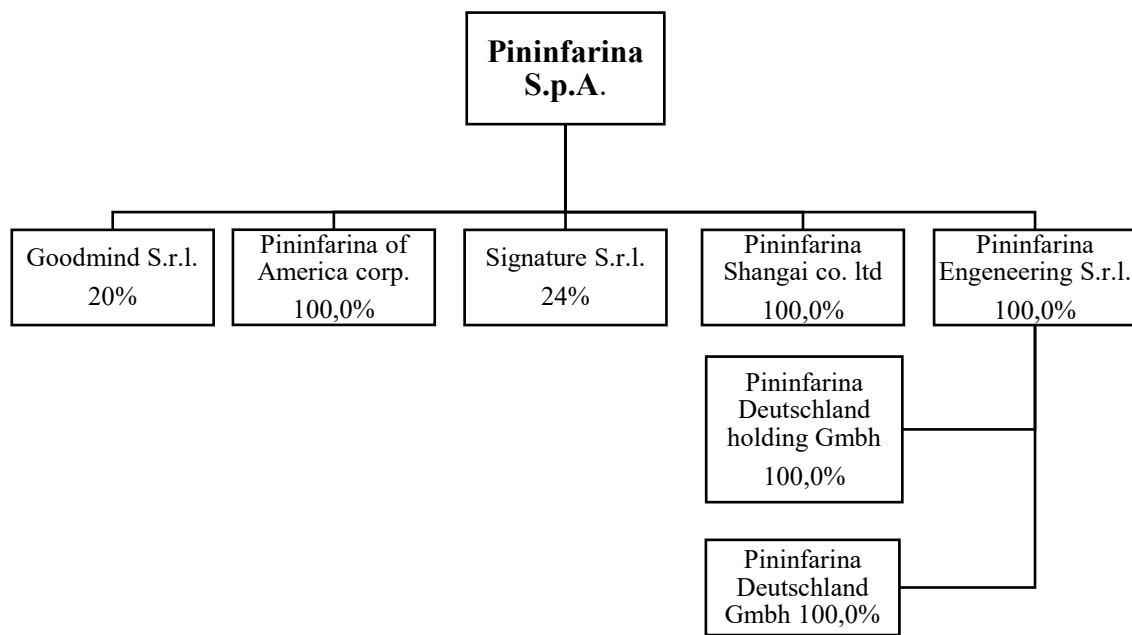 Pininfarina
S.p.A.
Goodmind S.r.l.
20%
Pininfarina of
America corp.
100,0%
Signature S.r.l.
24%
Pininfarina
Shangai co. ltd
100,0%
Pininfarina
Engeneering S.r.l.
100,0%
Pininfarina
Deutschland
holding Gmbh
100,0%
Pininfarina
Deutschland
Gmbh 100,0%